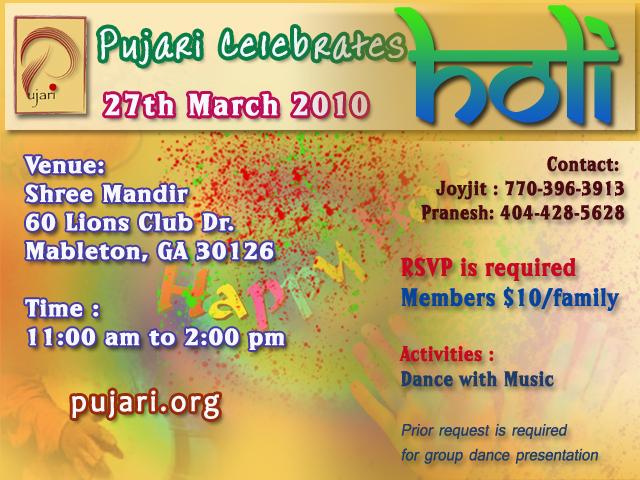 Pujari
Pujari Celebrates
HOLI
27th March 2010
Venue:
Shree Mandir
60 Lions Club Dr.
Mableton, GA 30126
Time :
11:00 am to 2:00 pm
pujari.org
Happy Ho
Contact:
Joyjit : 770-396-3913
Pranesh: 404-428-5628
RSVP is required
Members $10/family
Activities :
Dance with Music
Prior request is required
for group dance presentation